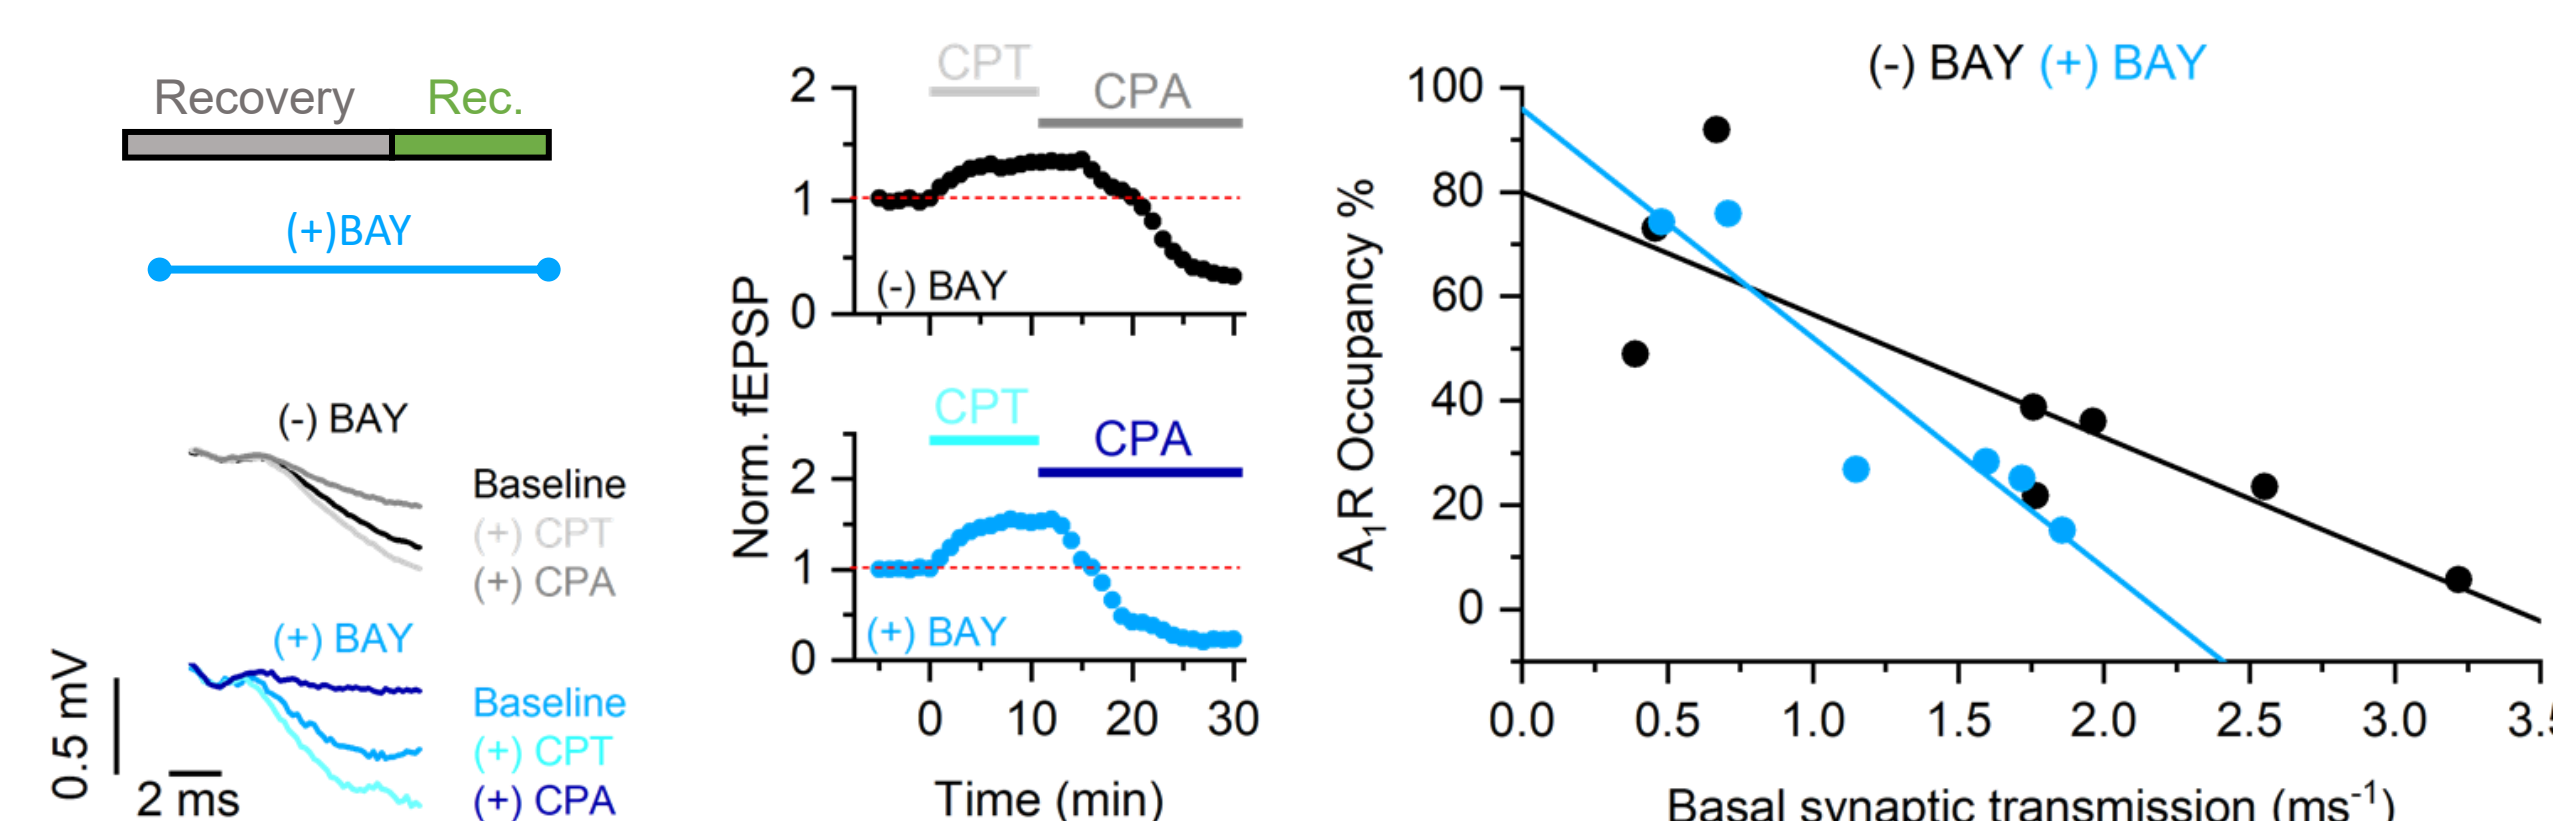 Recovery Rec.
(+)BAY
(-) BAY
Baseline
(+) CPT
(+) CPA
(+) BAY
Baseline
(+) CPT
(+) CPA
0.5 mV
2 ms
Norm. fEPSP
CPT
CPA
2
1
0
(-) BAY
CPT
CPA
2
1
0
(+) BAY
0 10 20 30
Time (min)
(-) BAY (+) BAY
A₁R Occupancy %
100
80
60
40
20
0
0.0 0.5 1.0 1.5 2.0 2.5 3.0
Basal synaptic transmission (ms⁻¹)